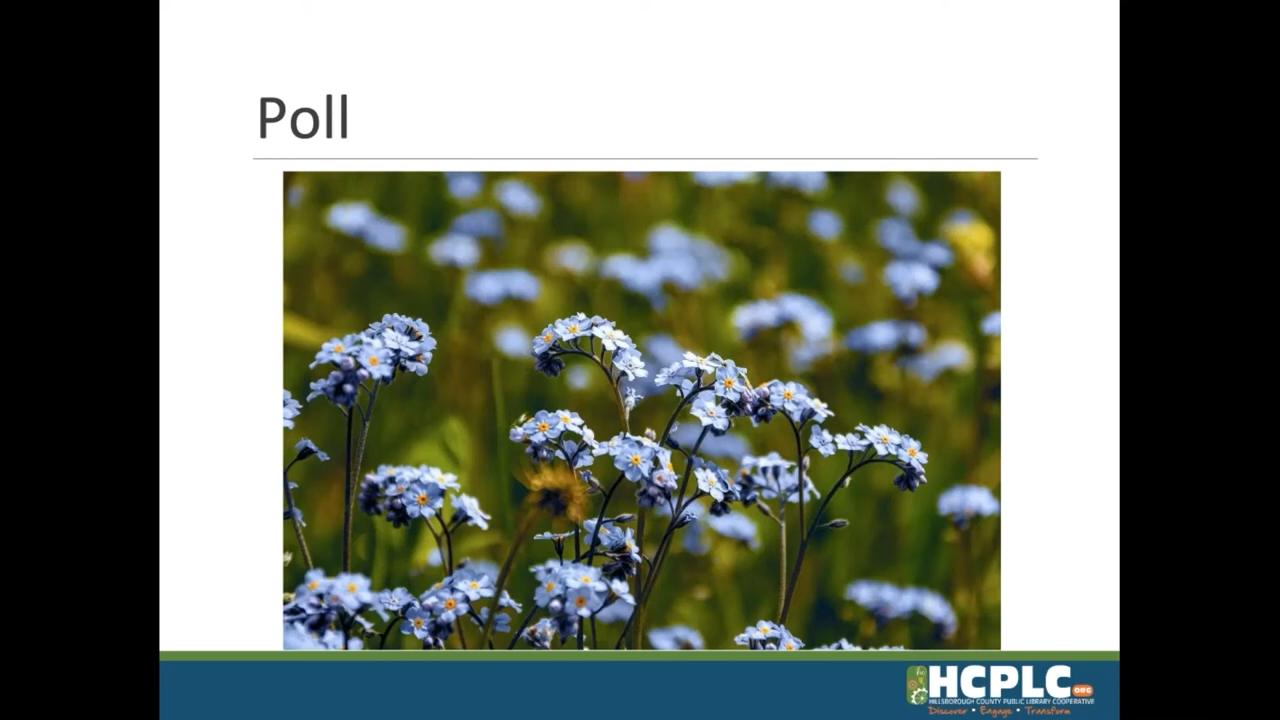 Poll
HCPLC.ORG
HILLSBOROUGH COUNTY PUBLIC LIBRARY COOPERATIVE
Discover • Engage • Transform